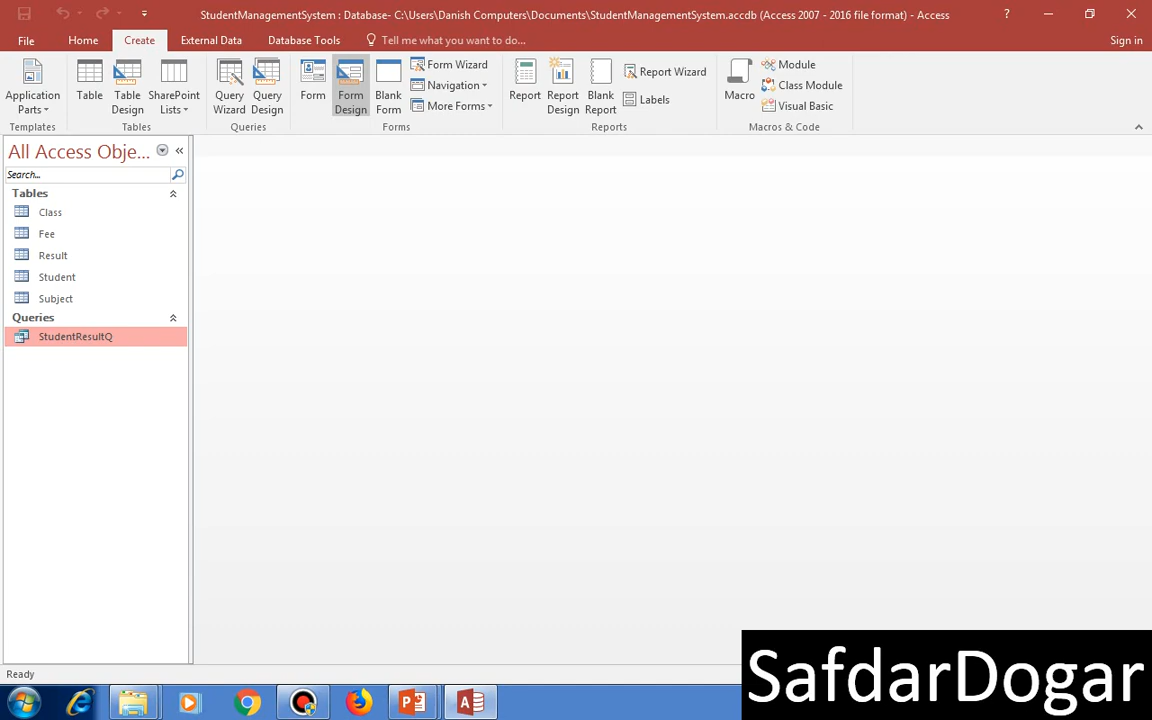 StudentManagementSystem : Database- C:\Users\Danish Computers\Documents\StudentManagementSystem.accdb (Access 2007 - 2016 file format) - Access
?
File
Home
Create
External Data
Database Tools
Tell me what you want to do...
Sign in
Application Parts
Table
Table Design
SharePoint Lists
Query Wizard
Query Design
Form
Form Design
Blank Form
Form Wizard
Navigation
More Forms
Report
Report Design
Blank Report
Report Wizard
Labels
Macro
Module
Class Module
Visual Basic
Templates
Tables
Queries
Forms
Reports
Macros & Code
All Access Obje...
Search...
Tables
Class
Fee
Result
Student
Subject
Queries
StudentResultQ
Ready
SafdarDogar